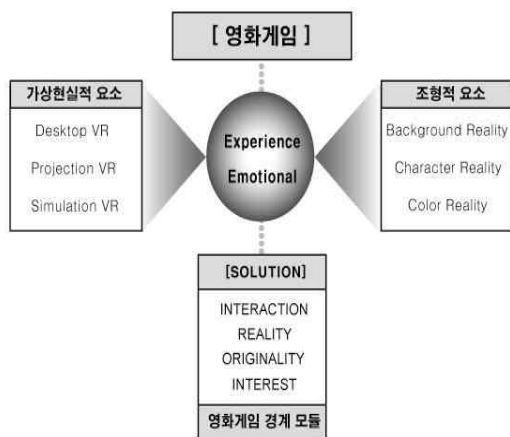 [ 영화게임 ]
가상현실적 요소
Desktop VR
Projection VR
Simulation VR
Experience
Emotional
조형적 요소
Background Reality
Character Reality
Color Reality
[SOLUTION]
INTERACTION
REALITY
ORIGINALITY
INTEREST
영화게임 경계 모듈